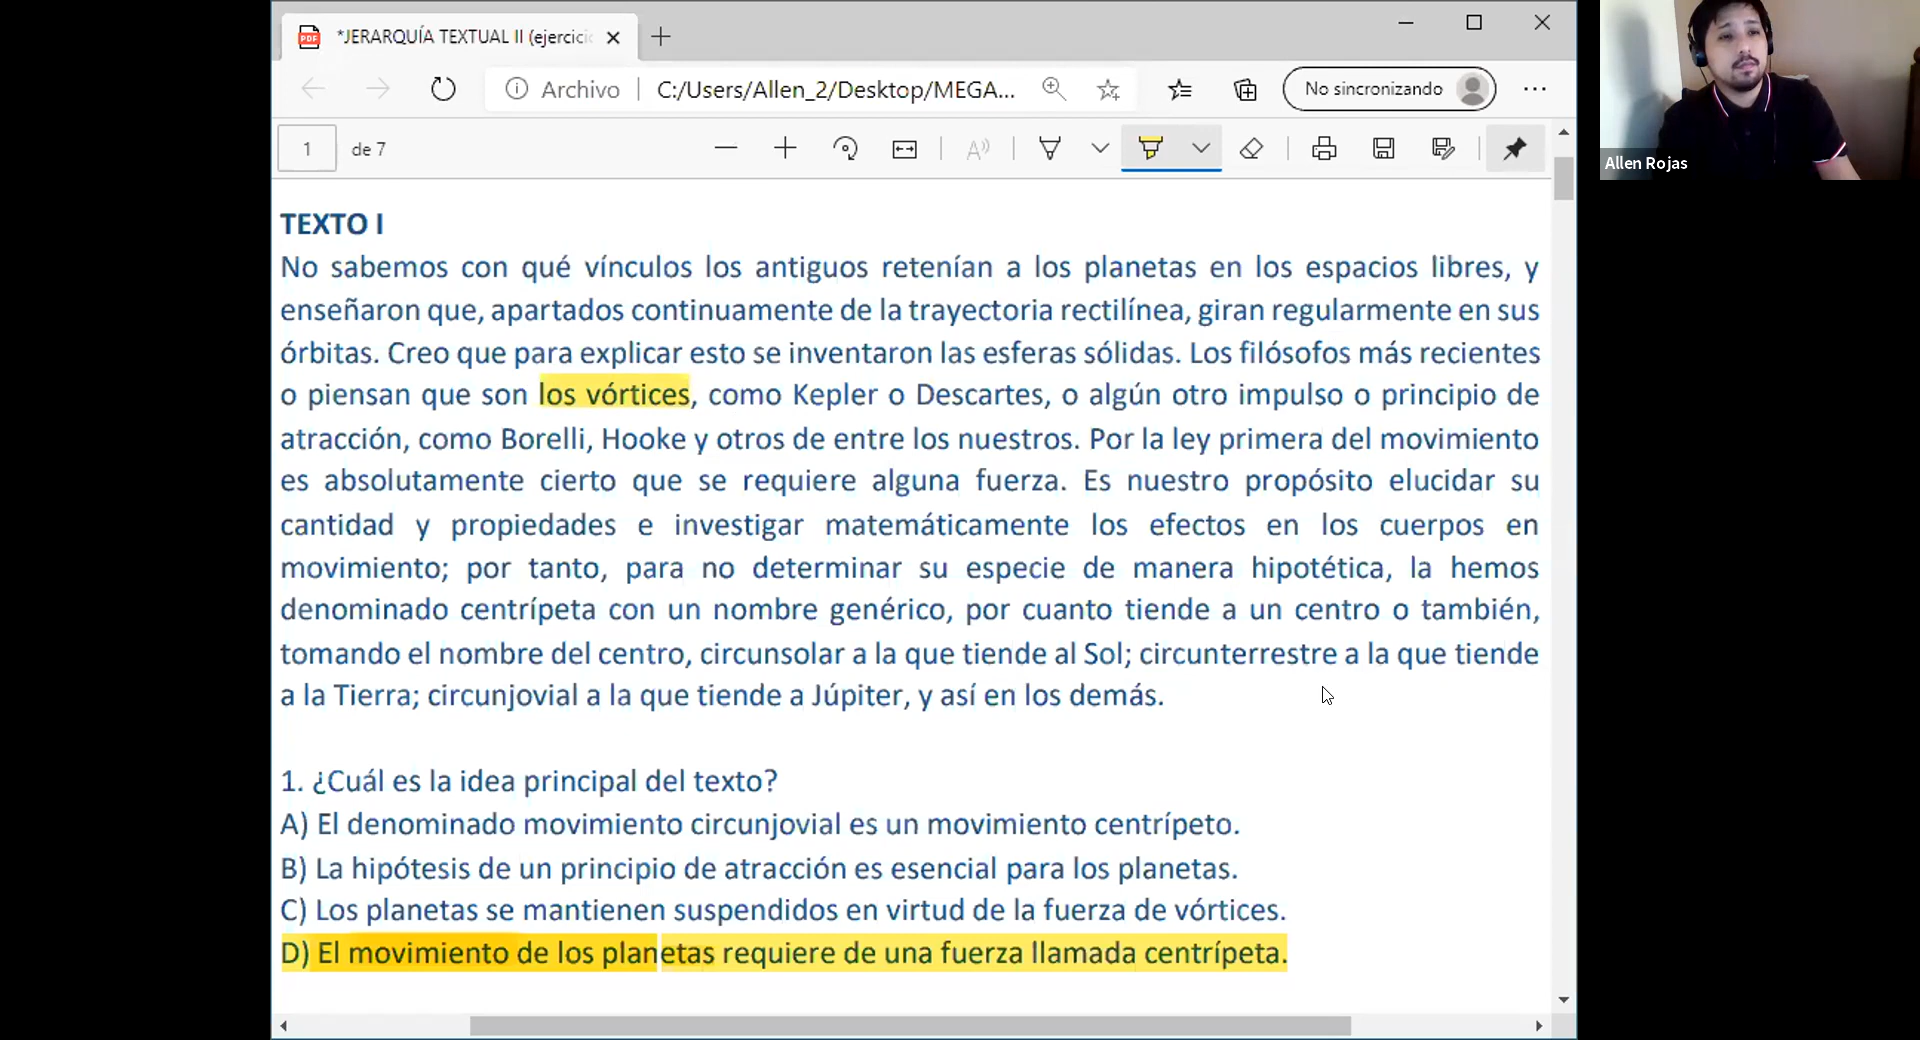 *JERARQUÍA TEXTUAL II (ejercici
Archivo
C:/Users/Allen_2/Desktop/MEGA...
No sincronizando
1
de 7
Allen Rojas
TEXTO I
No sabemos con qué vínculos los antiguos retenían a los planetas en los espacios libres, y
enseñaron que, apartados continuamente de la trayectoria rectilínea, giran regularmente en sus
órbitas. Creo que para explicar esto se inventaron las esferas sólidas. Los filósofos más recientes
o piensan que son los vórtices, como Kepler o Descartes, o algún otro impulso o principio de
atracción, como Borelli, Hooke y otros de entre los nuestros. Por la ley primera del movimiento
es absolutamente cierto que se requiere alguna fuerza. Es nuestro propósito elucidar su
cantidad y propiedades e investigar matemáticamente los efectos en los cuerpos en
movimiento; por tanto, para no determinar su especie de manera hipotética, la hemos
denominado centrípeta con un nombre genérico, por cuanto tiende a un centro o también,
tomando el nombre del centro, circunsolar a la que tiende al Sol; circunterrestre a la que tiende
a la Tierra; circunjovial a la que tiende a Júpiter, y así en los demás.
1. ¿Cuál es la idea principal del texto?
A) El denominado movimiento circunjovial es un movimiento centrípeto.
B) La hipótesis de un principio de atracción es esencial para los planetas.
C) Los planetas se mantienen suspendidos en virtud de la fuerza de vórtices.
D) El movimiento de los planetas requiere de una fuerza llamada centrípeta.